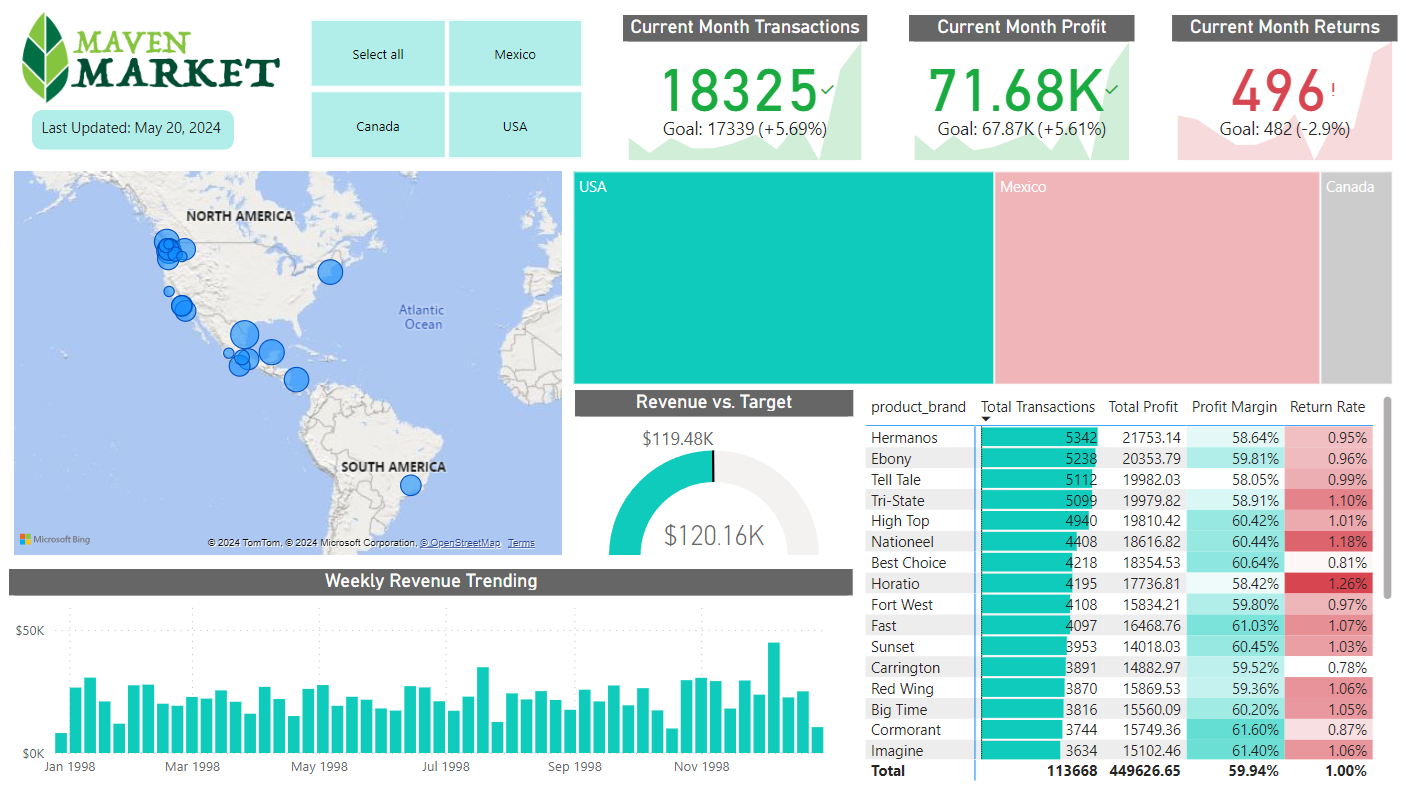 MAVEN
MARKET
Last Updated: May 20, 2024
Select all
Mexico
Canada
USA
Current Month Transactions
18325
Goal: 17339 (+5.69%)
Current Month Profit
71.68K
Goal: 67.87K (+5.61%)
Current Month Returns
496!
Goal: 482 (-2.9%)
NORTH AMERICA
Atlantic
Ocean
SOUTH AMERICA
Microsoft Bing
© 2024 TomTom, © 2024 Microsoft Corporation, © OpenStreetMap Terms
USA
Mexico
Canada
Revenue vs. Target
$119.48K
$120.16K
product_brand Total Transactions Total Profit Profit Margin Return Rate
Hermanos 5342 21753.14 58.64% 0.95%
Ebony 5238 20353.79 59.81% 0.96%
Tell Tale 5112 19982.03 58.05% 0.99%
Tri-State 5099 19979.82 58.91% 1.10%
High Top 4940 19810.42 60.42% 1.01%
Nationeel 4408 18616.82 60.44% 1.18%
Best Choice 4218 18354.53 60.64% 0.81%
Horatio 4195 17736.81 58.42% 1.26%
Fort West 4108 15834.21 59.80% 0.97%
Fast 4097 16468.76 61.03% 1.07%
Sunset 3953 14018.03 60.45% 1.03%
Carrington 3891 14882.97 59.52% 0.78%
Red Wing 3870 15869.53 59.36% 1.06%
Big Time 3816 15560.09 60.20% 1.05%
Cormorant 3744 15749.36 61.60% 0.87%
Imagine 3634 15102.46 61.40% 1.06%
Total 113668 449626.65 59.94% 1.00%
Weekly Revenue Trending
$50K
$0K
Jan 1998 Mar 1998 May 1998 Jul 1998 Sep 1998 Nov 1998